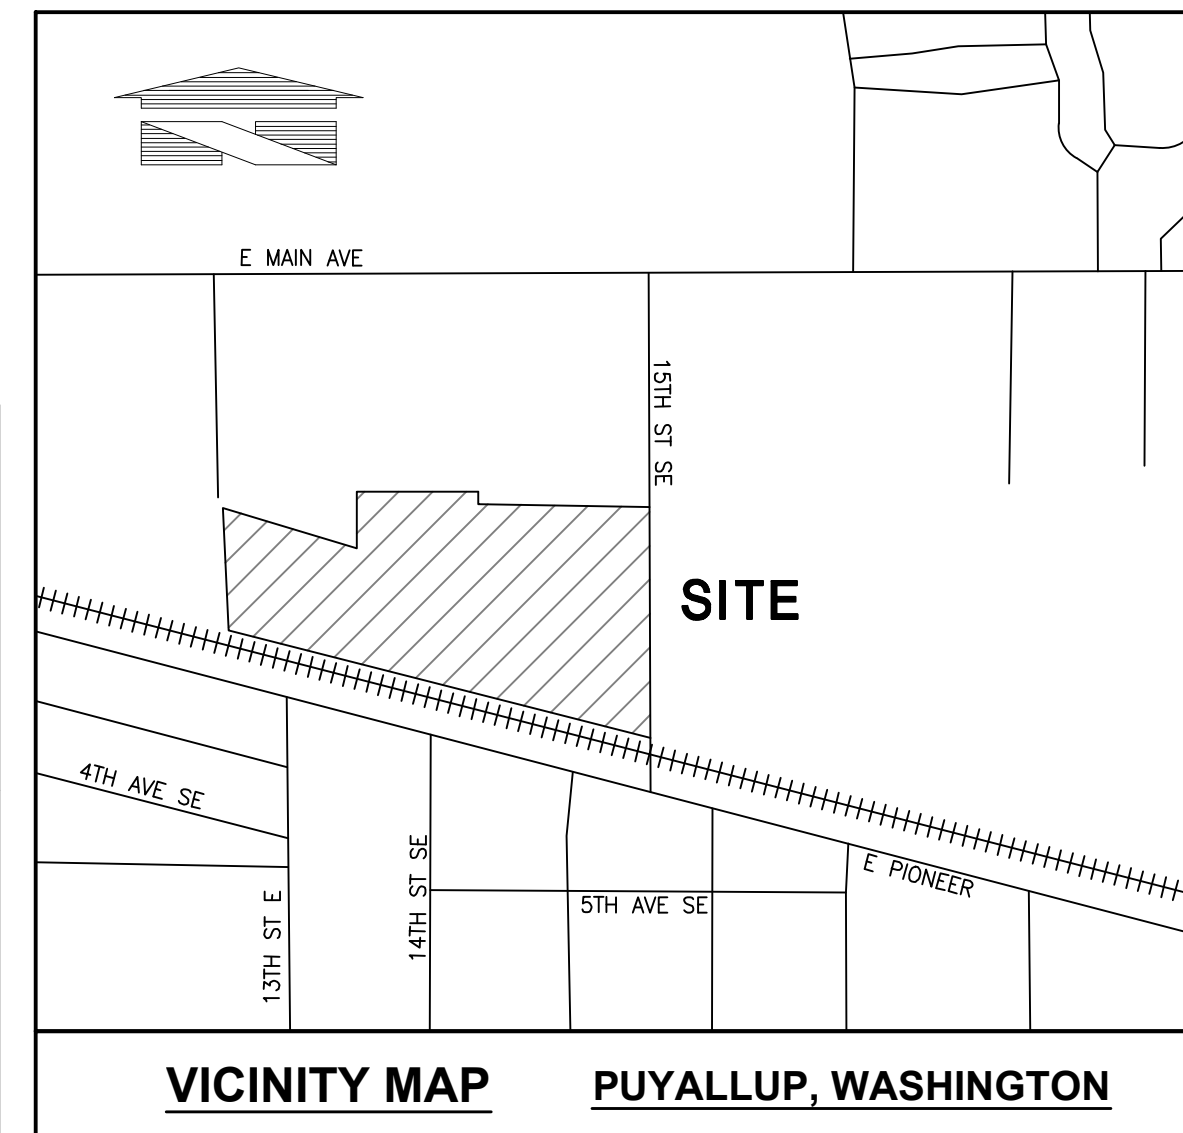 E MAIN AVE
15TH ST SE
SITE
4TH AVE SE
14TH ST SE
E PIONEER
13TH ST E
5TH AVE SE
VICINITY MAP
PUYALLUP, WASHINGTON